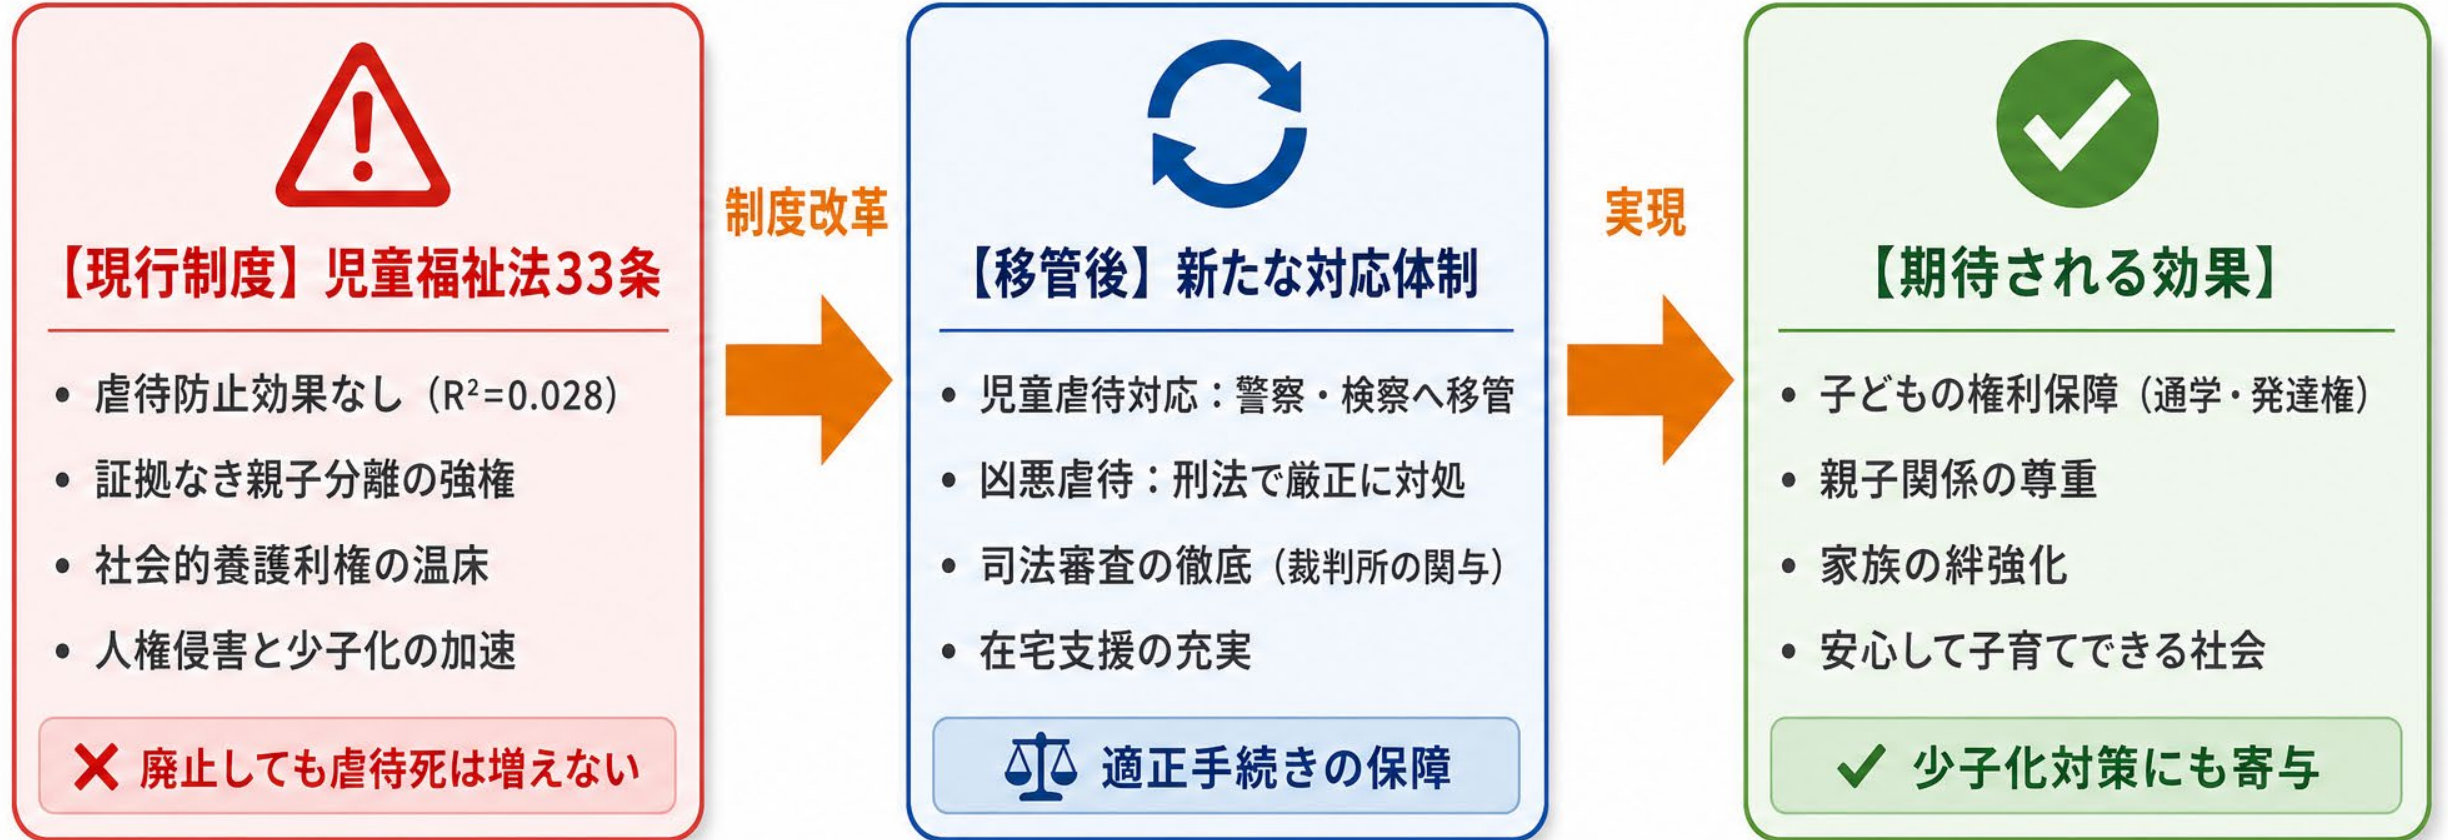 【現行制度】児童福祉法33条
• 虐待防止効果なし（R²=0.028）
• 証拠なき親子分離の強権
• 社会的養護利権の温床
• 人権侵害と少子化の加速
廃止しても虐待死は増えない
制度改革
【移管後】新たな対応体制
• 児童虐待対応：警察・検察へ移管
• 凶悪虐待：刑法で厳正に対処
• 司法審査の徹底（裁判所の関与）
• 在宅支援の充実
適正手続きの保障
実現
【期待される効果】
• 子どもの権利保障（通学・発達権）
• 親子関係の尊重
• 家族の絆強化
• 安心して子育てできる社会
少子化対策にも寄与